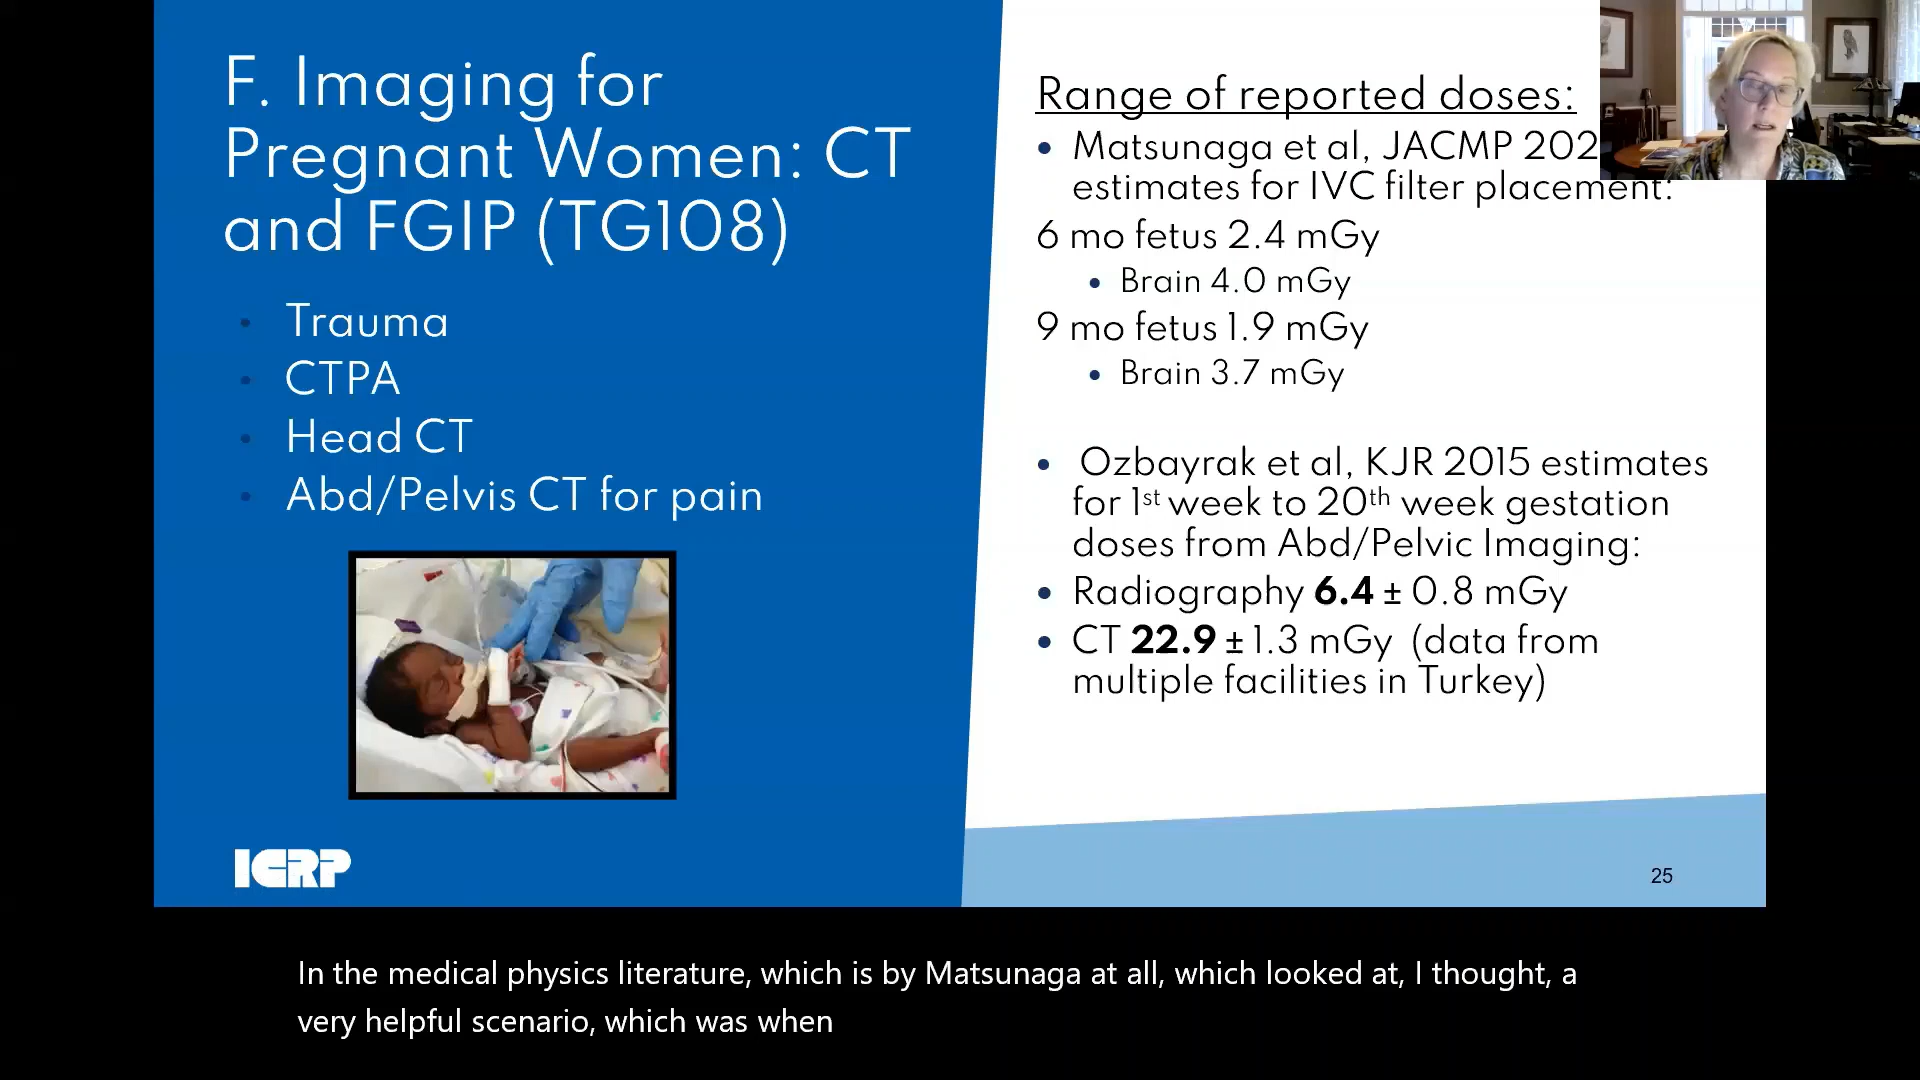 F. Imaging for
Pregnant Women: CT
and FGIP (TG108)
• Trauma
• CTPA
• Head CT
• Abd/Pelvis CT for pain
ICRP
Range of reported doses:
• Matsunaga et al, JACMP 202
estimates for IVC filter placement:
6 mo fetus 2.4 mGy
• Brain 4.0 mGy
9 mo fetus 1.9 mGy
• Brain 3.7 mGy
• Ozbayrak et al, KJR 2015 estimates
for 1st week to 20th week gestation
doses from Abd/Pelvic Imaging:
• Radiography 6.4 ± 0.8 mGy
• CT 22.9 ± 1.3 mGy (data from
multiple facilities in Turkey)
25
In the medical physics literature, which is by Matsunaga at all, which looked at, I thought, a
very helpful scenario, which was when